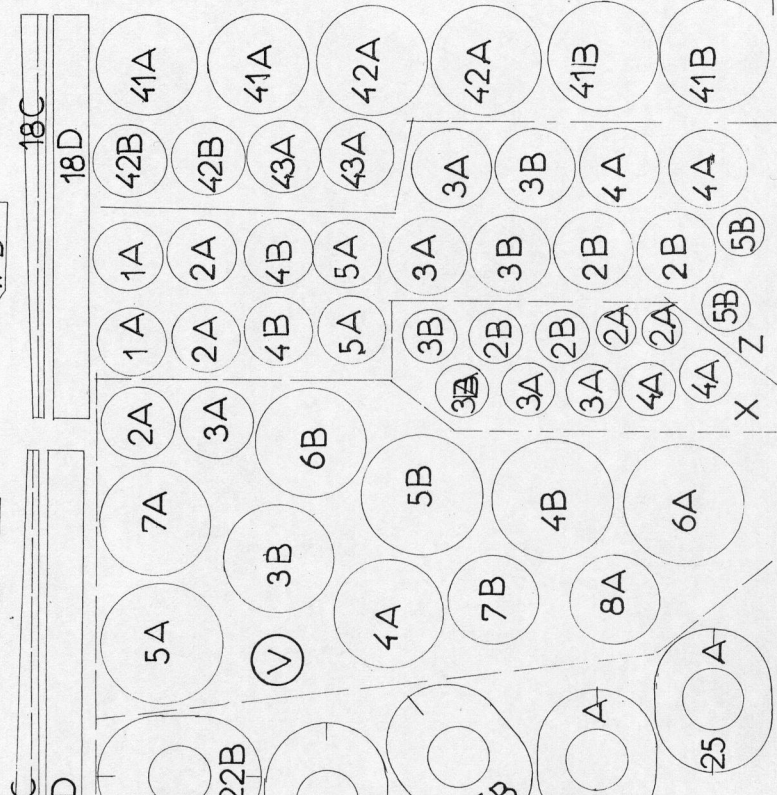 18C
18D
41A 41A 42A 42A 41B 41B
42B 42B 43A 43A 3A 3B 4A 4A
1A 2A 4B 5A 3A 3B 2B 2B 5B
1A 2A 4B 5A 3B 2B 2B 2A 2A 5B
Z
3A 3A 4A 4A
X
2A 3A 6B
7A 5B 4B 6A
3B
5A 4A 7B 8A
V
22B A A
25
C
D
B